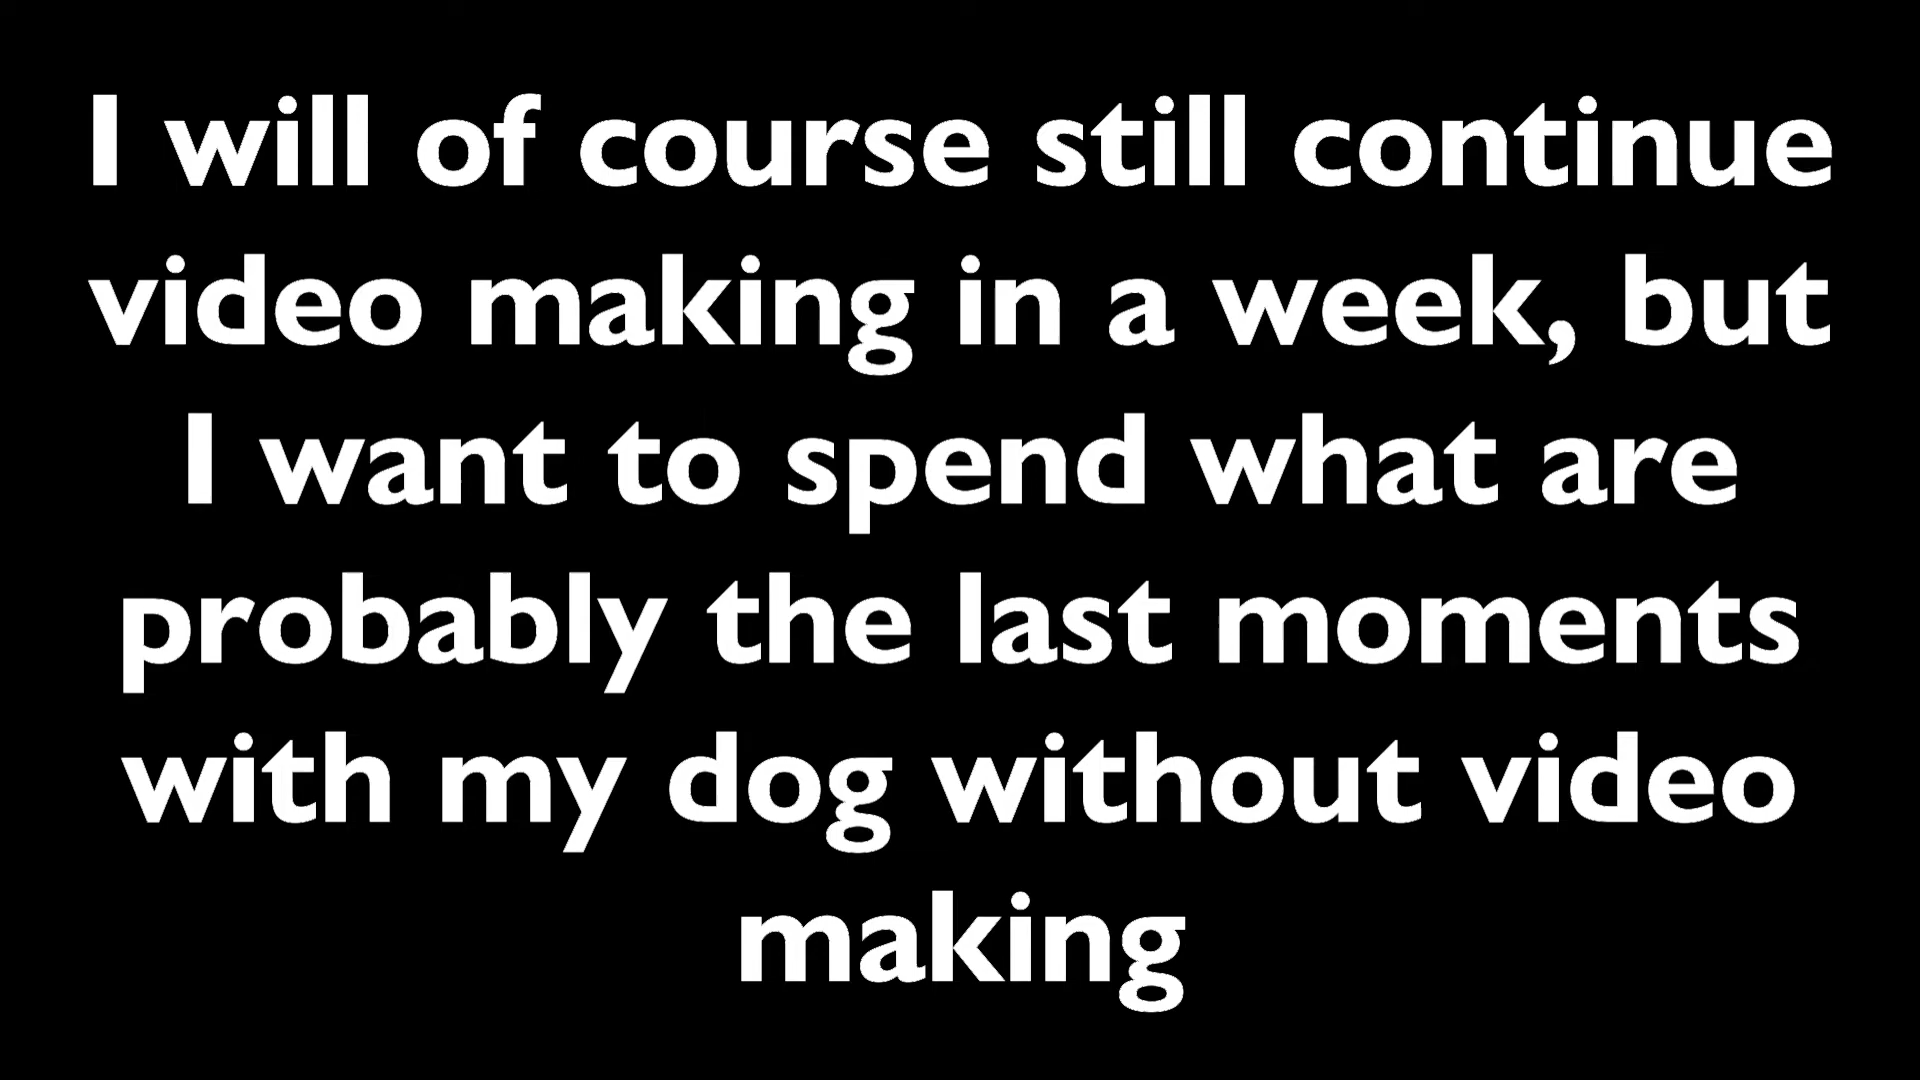 I will of course still continue
video making in a week, but
I want to spend what are
probably the last moments
with my dog without video
making